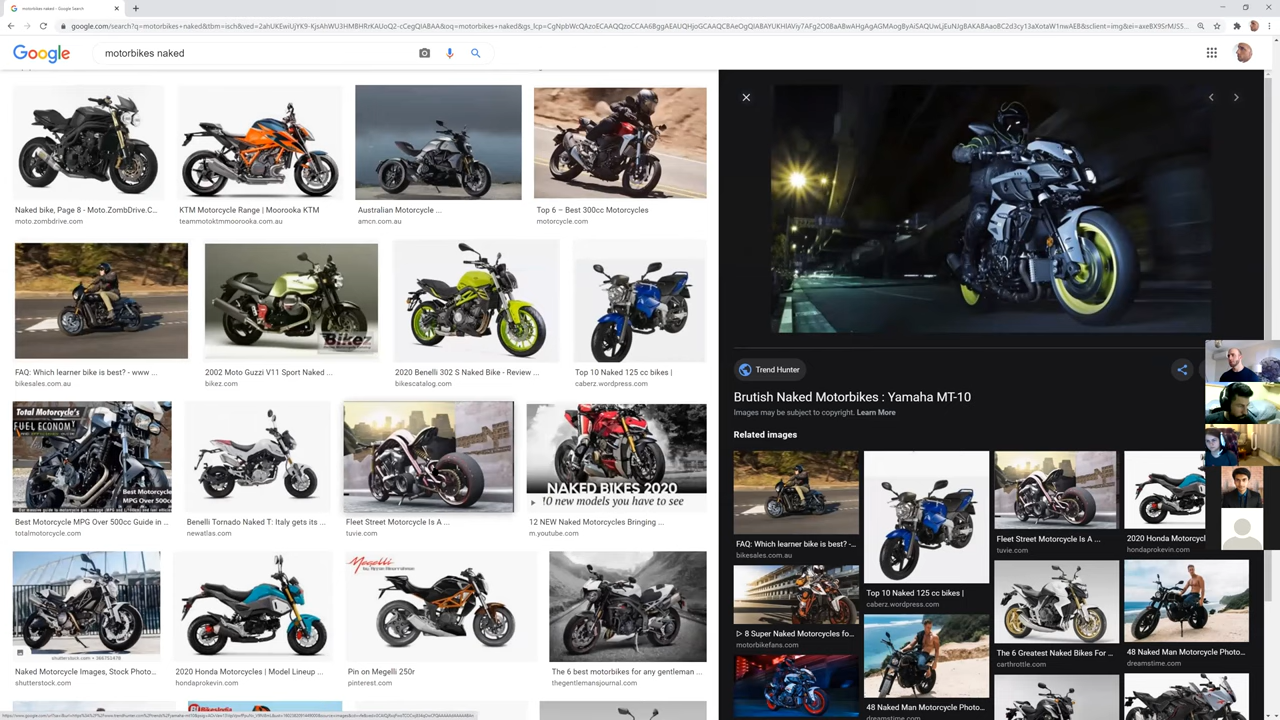 motorbikes naked - Google Search
Google
motorbikes naked
Naked bike, Page 8 - Moto.ZombDrive.C...
moto.zombdrive.com
KTM Motorcycle Range | Moorooka KTM
teammotoktmmoorooka.com.au
Australian Motorcycle ...
amcn.com.au
Top 6 – Best 300cc Motorcycles
motorcycle.com
FAQ: Which learner bike is best? - www ...
bikesales.com.au
Bikez
2002 Moto Guzzi V11 Sport Naked ...
bikez.com
2020 Benelli 302 S Naked Bike - Review ...
bikescatalog.com
Top 10 Naked 125 cc bikes |
caberz.wordpress.com
Total Motorcycle's
FUEL ECONOMY!
Best Motorcycle
MPG Over 500cc
Best Motorcycle MPG Over 500cc Guide in ...
totalmotorcycle.com
Benelli Tornado Naked T: Italy gets its ...
newatlas.com
Fleet Street Motorcycle Is A ...
tuvie.com
NAKED BIKES 2020
10 new models you have to see
12 NEW Naked Motorcycles Bringing ...
m.youtube.com
Naked Motorcycle Images, Stock Photo...
shutterstock.com
2020 Honda Motorcycles | Model Lineup ...
hondaprokevin.com
Megelli
Pin on Megelli 250r
pinterest.com
The 6 best motorbikes for any gentleman ...
thegentlemansjournal.com
Trend Hunter
Brutish Naked Motorbikes : Yamaha MT-10
Images may be subject to copyright. Learn More
Related images
FAQ: Which learner bike is best? -...
bikesales.com.au
Top 10 Naked 125 cc bikes |
caberz.wordpress.com
Fleet Street Motorcycle Is A ...
tuvie.com
2020 Honda Motorcycl
hondaprokevin.com
8 Super Naked Motorcycles fo...
motorbikefans.com
The 6 Greatest Naked Bikes For ...
carthrottle.com
48 Naked Man Motorcycle Photo...
dreamstime.com
48 Naked Man Motorcycle Photo...
dreamstime.com